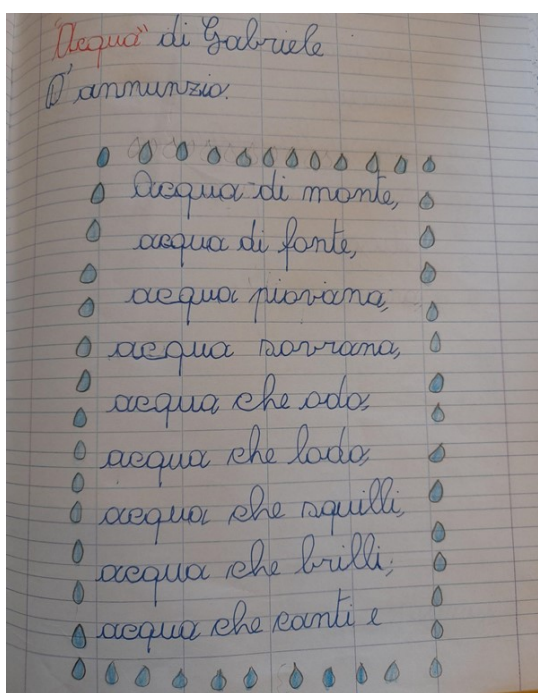 "Acqua" di Gabriele
D'annunzio.
Acqua di monte,
acqua di fonte,
acqua piovana,
acqua sovrana,
acqua che odo,
acqua che lodo,
acqua che squilli,
acqua che brilli,
acqua che canti e